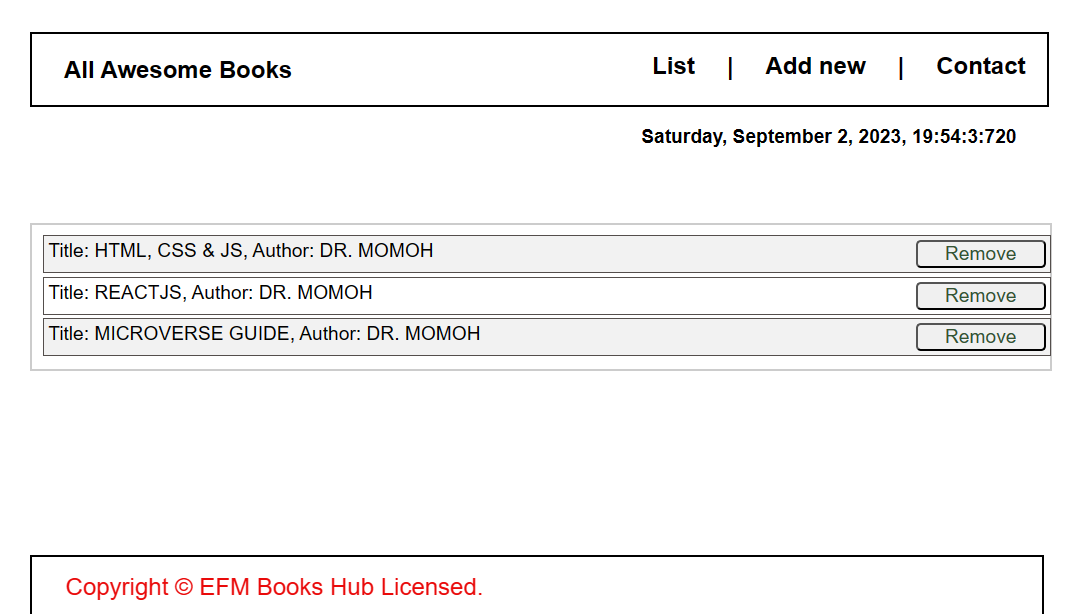 All Awesome Books List | Add new | Contact
Saturday, September 2, 2023, 19:54:3:720
Title: HTML, CSS & JS, Author: DR. MOMOH Remove
Title: REACTJS, Author: DR. MOMOH Remove
Title: MICROVERSE GUIDE, Author: DR. MOMOH Remove
Copyright © EFM Books Hub Licensed.